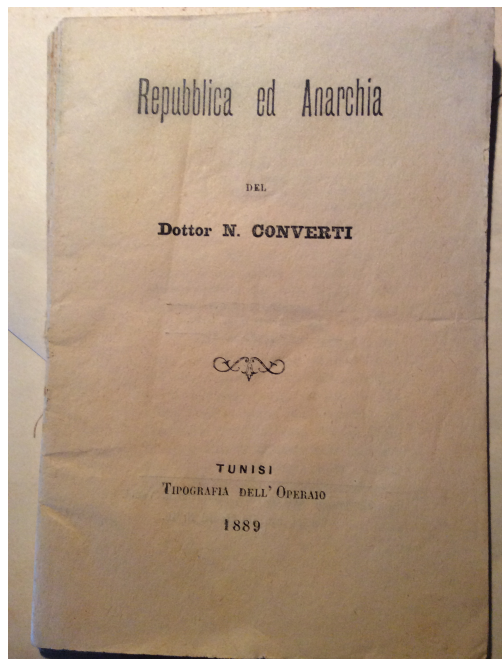 Repubblica ed Anarchia
DEL
Dottor N. CONVERTI
TUNISI
TIPOGRAFIA DELL' OPERAIO
1889